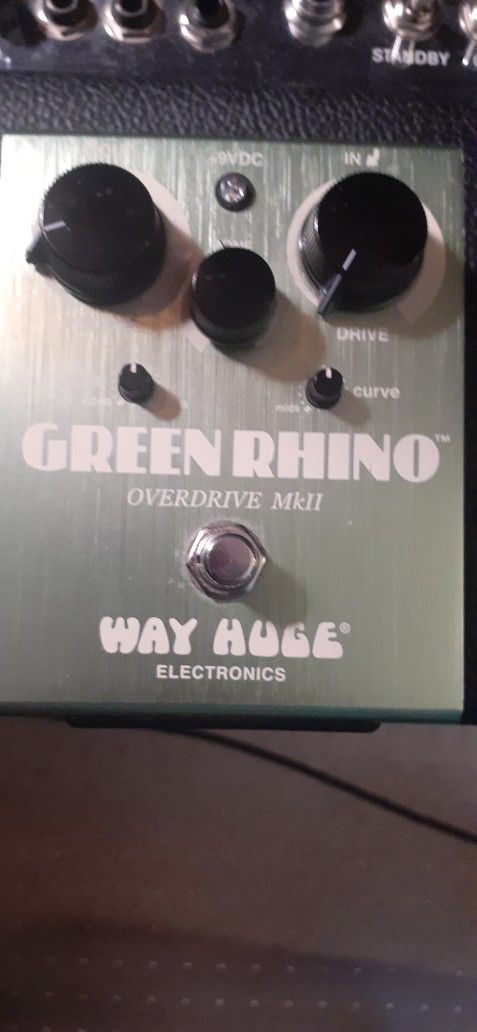 STANDBY
-9VDC
IN
DRIVE
curve
mids
GREEN RHINO™
OVERDRIVE MkII
WAY HUGE®
ELECTRONICS